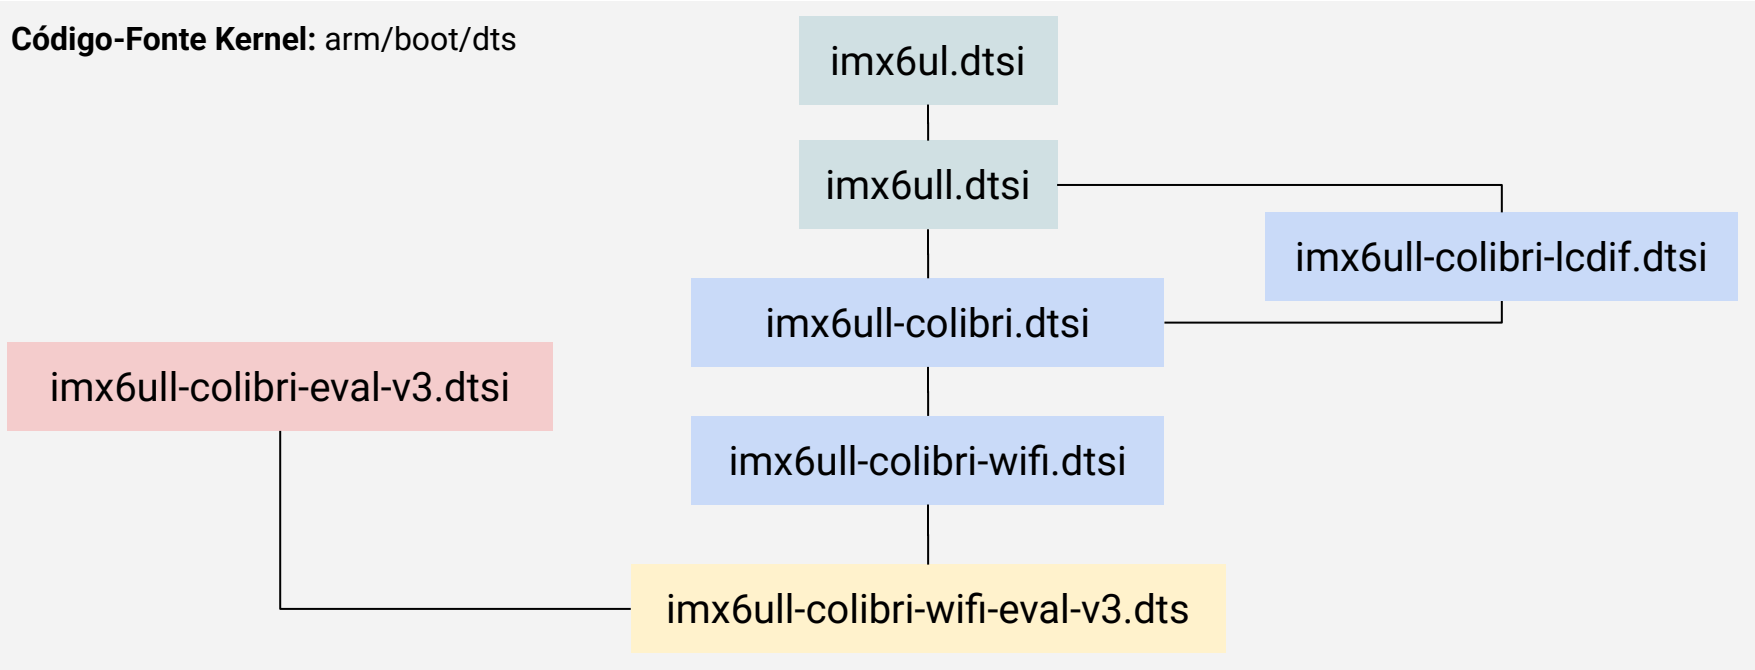 Código-Fonte Kernel: arm/boot/dts
imx6ul.dtsi
imx6ull.dtsi
imx6ull-colibri-lcdif.dtsi
imx6ull-colibri.dtsi
imx6ull-colibri-eval-v3.dtsi
imx6ull-colibri-wifi.dtsi
imx6ull-colibri-wifi-eval-v3.dts